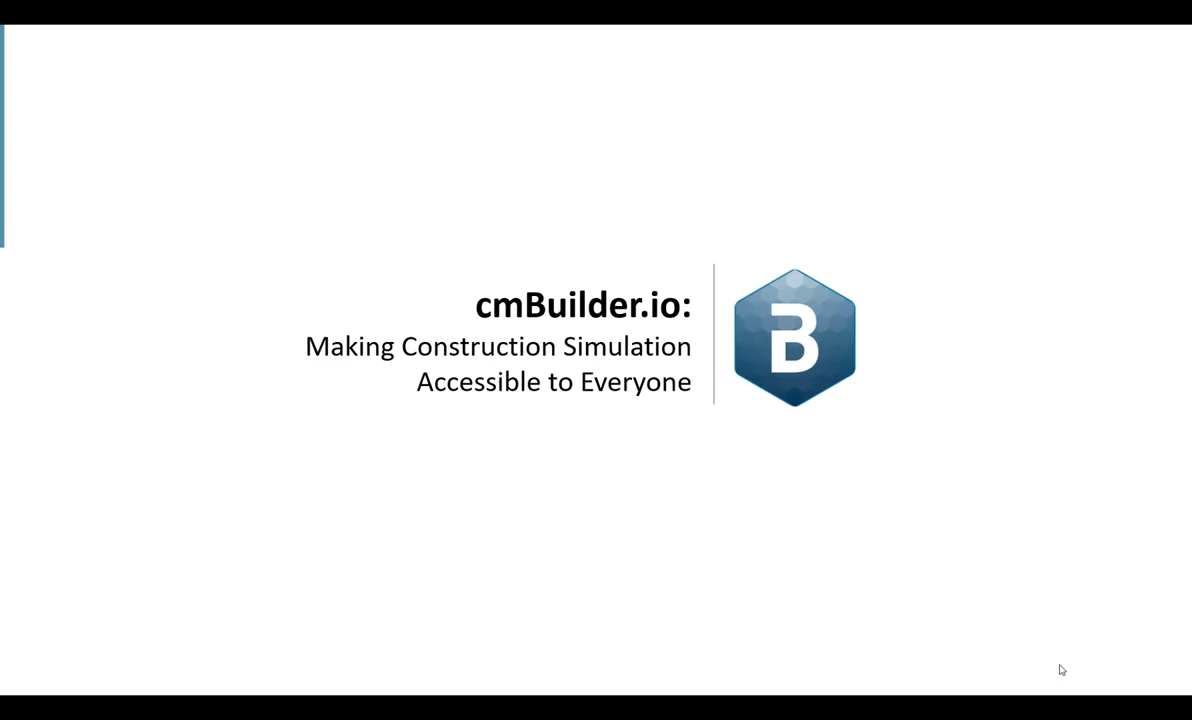 cmBuilder.io:
Making Construction Simulation
Accessible to Everyone
B